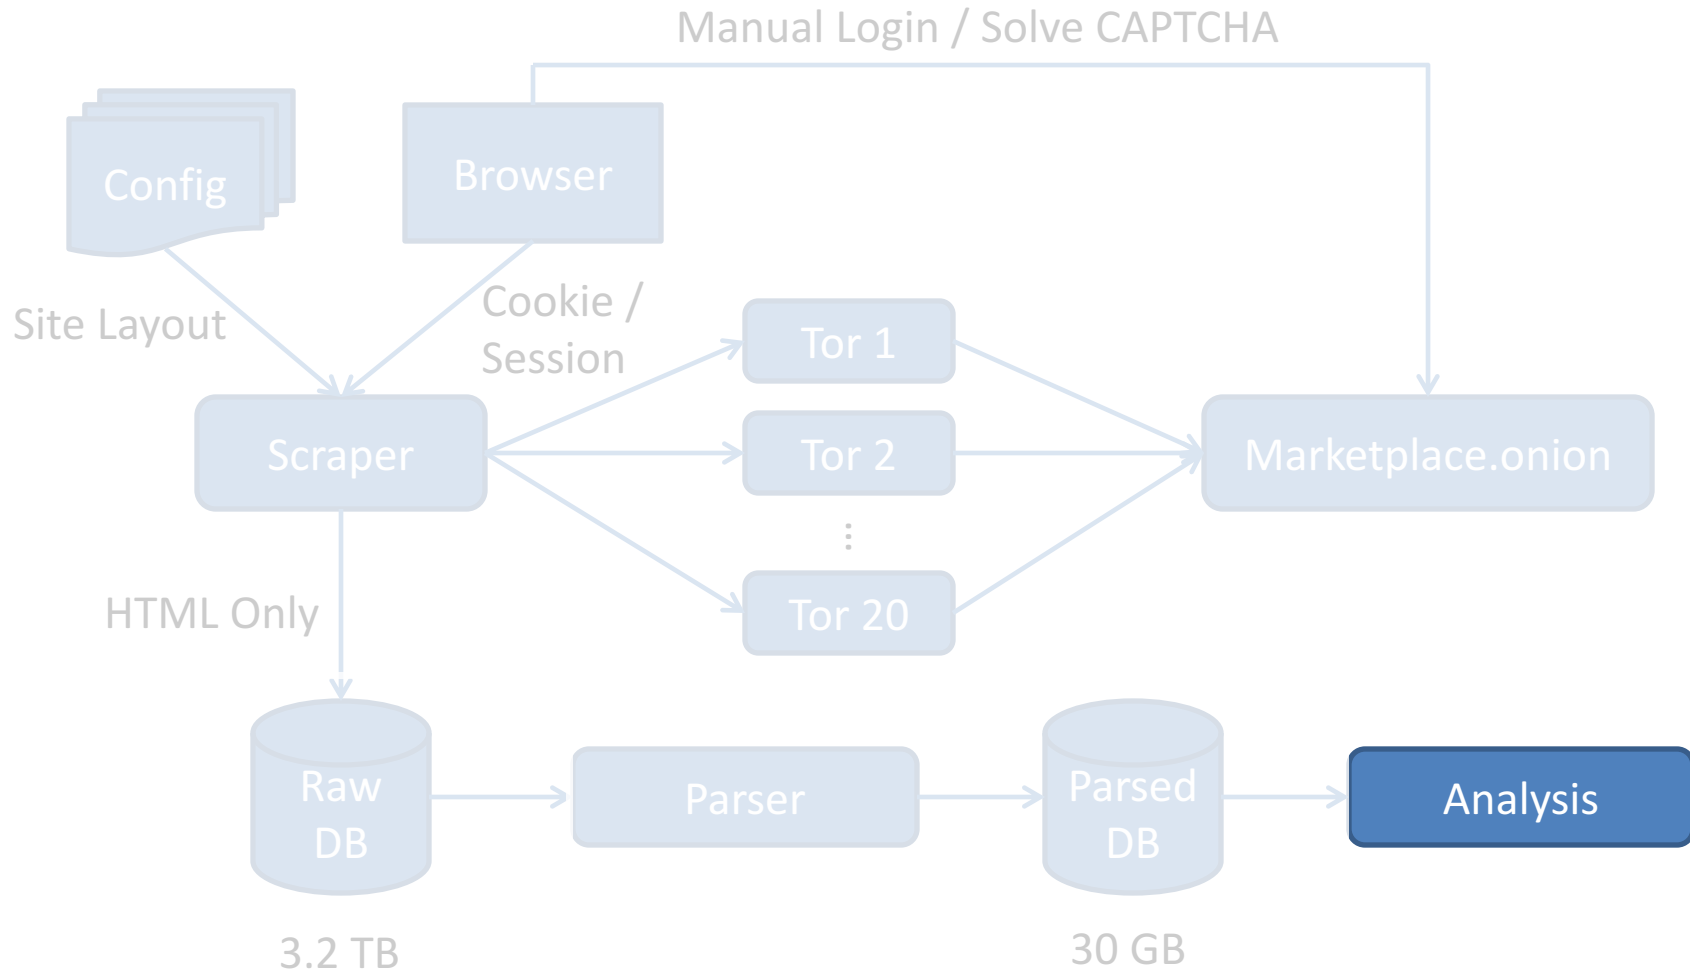 Manual Login / Solve CAPTCHA
Config
Browser
Site Layout
Cookie /
Session
Tor 1
Scraper
Tor 2
Marketplace.onion
...
Tor 20
HTML Only
Raw
DB
Parser
Parsed
DB
Analysis
3.2 TB
30 GB